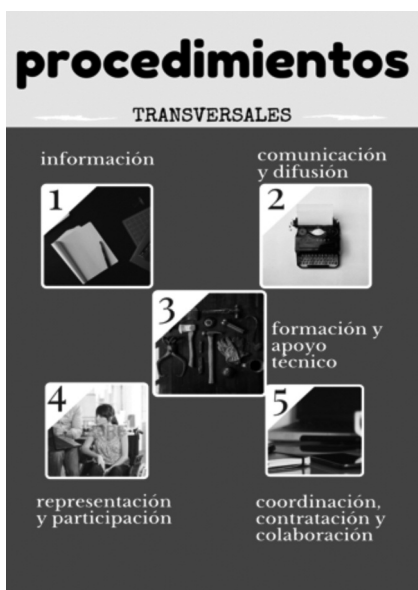 procedimientos
TRANSVERSALES
información
comunicación
y difusión
1
2
3
formación y
apoyo
técnico
4
5
representación
y participación
coordinación,
contratación y
colaboración